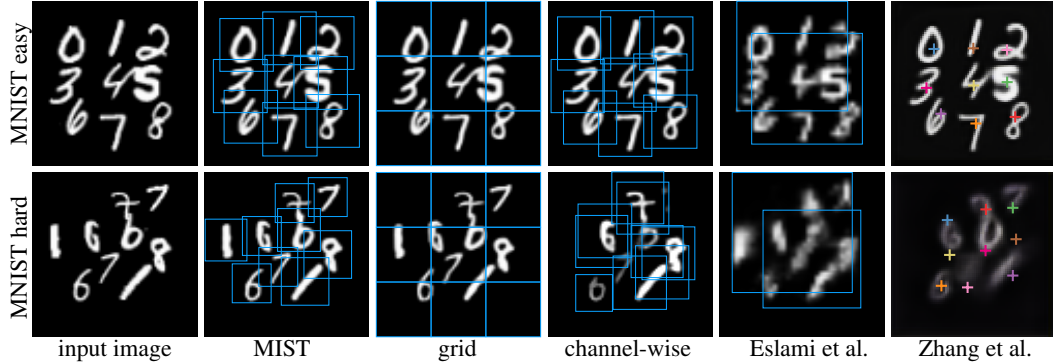 MNIST easy
MNIST hard
input image
MIST
grid
channel-wise
Eslami et al.
Zhang et al.